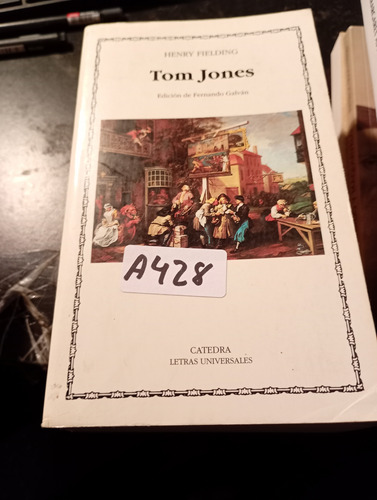 HENRY FIELDING
Tom Jones
Edición de Fernando Galván
A428
CATEDRA
LETRAS UNIVERSALES